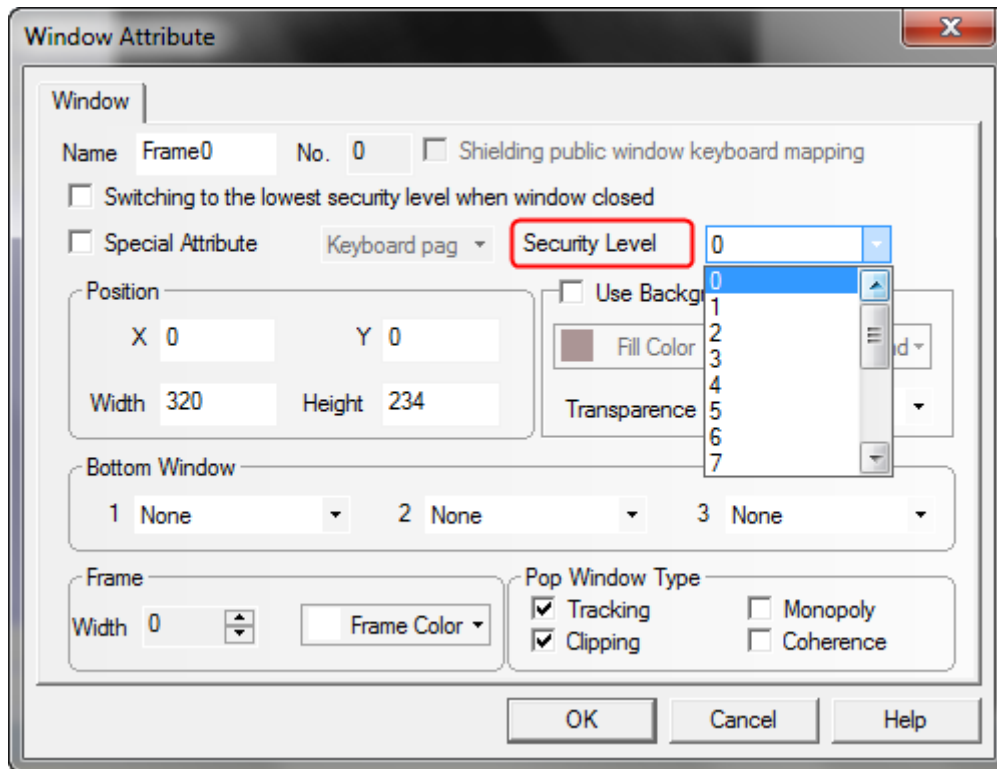 Window Attribute
Window
Name Frame0 No. 0 Shielding public window keyboard mapping
Switching to the lowest security level when window closed
Special Attribute Keyboard pag Security Level 0
0
1
2
3
4
5
6
7
Position
X 0 Y 0
Width 320 Height 234
Use Backgr
Fill Color
Transparence
Bottom Window
1 None 2 None 3 None
Frame
Width 0 Frame Color
Pop Window Type
Tracking Monopoly
Clipping Coherence
OK Cancel Help